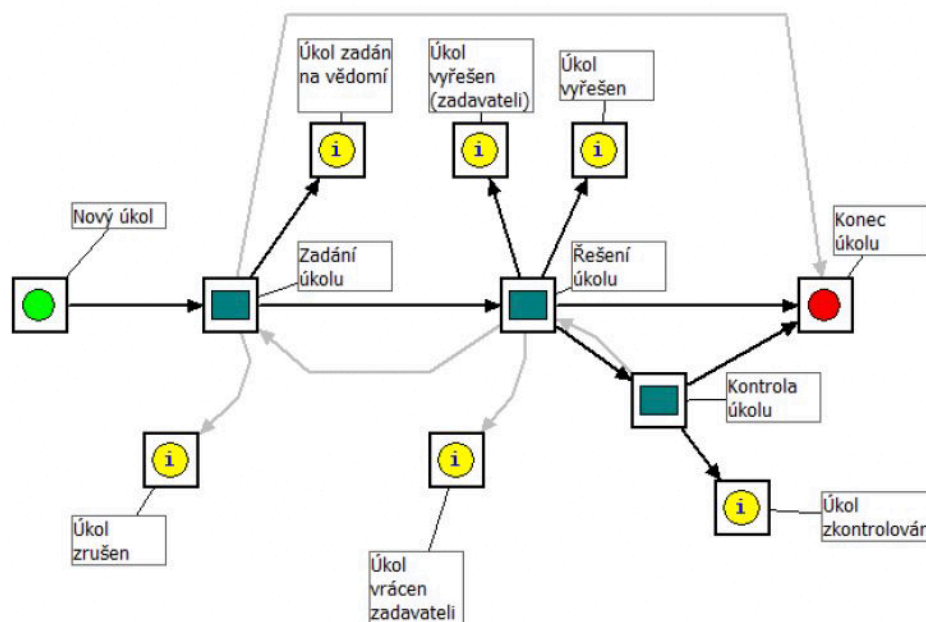 Úkol zadán
na vědomí
Úkol
vyřešen
(zadavateli)
Úkol
vyřešen
i
i
i
Nový úkol
Zadání
úkolu
Řešení
úkolu
Konec
úkolu
Kontrola
úkolu
i
i
i
Úkol
zrušen
Úkol
vrácen
zadavateli
Úkol
zkontrolován